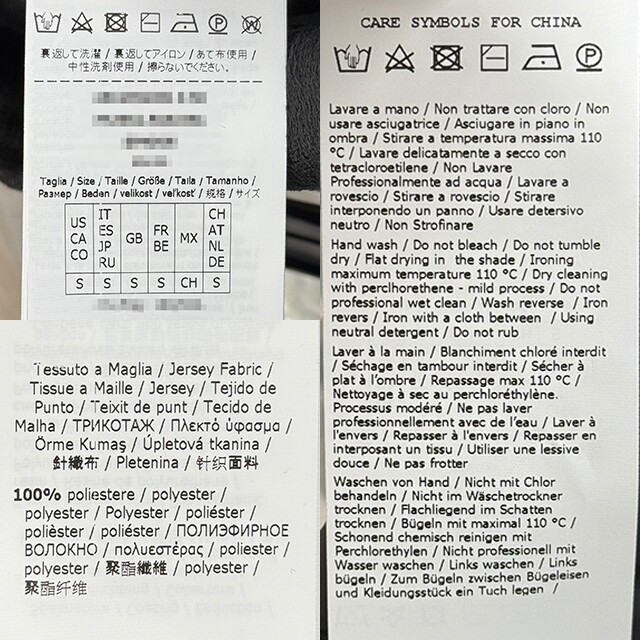 裏返して洗濯 / 裏返してアイロン / あて布使用 /
中性洗剤使用 / 擦らないでください。
Taglia / Size / Taille / Größe / Talla / Tamanho /
Размер / Beden / velikost / veľkosť / 規格 / サイズ
US CA CO IT ES JP RU GB FR BE MX CH AT NL DE
S S S S CH S
Tessuto a Maglia / Jersey Fabric /
Tissue a Maille / Jersey / Tejido de
Punto / Teixit de punt / Tecido de
Malha / ТРИКОТАЖ / Πλεκτό ύφασμα /
Örme Kumaş / Úpletová tkanina /
針織布 / Pletenina / 针织面料
100% poliestere / polyester /
polyester / Polyester / poliéster /
polièster / poliéster / ПОЛИЭФИРНОЕ
ВОЛОКНО / πολυεστέρας / poliester /
polyester / 聚酯纖維 / polyester /
聚酯纤维
CARE SYMBOLS FOR CHINA
Lavare a mano / Non trattare con cloro / Non
usare asciugatrice / Asciugare in piano in
ombra / Stirare a temperatura massima 110
°C / Lavare delicatamente a secco con
tetracloroetilene / Non Lavare
Professionalmente ad acqua / Lavare a
rovescio / Stirare a rovescio / Stirare
interponendo un panno / Usare detersivo
neutro / Non Strofinare
Hand wash / Do not bleach / Do not tumble
dry / Flat drying in the shade / Ironing
maximum temperature 110 °C / Dry cleaning
with perclhorethene - mild process / Do not
professional wet clean / Wash reverse / Iron
revers / Iron with a cloth between / Using
neutral detergent / Do not rub
Laver à la main / Blanchiment chloré interdit
/ Séchage en tambour interdit / Sécher à
plat à l'ombre / Repassage max 110 °C /
Nettoyage à sec au perchloréthylène.
Processus modéré / Ne pas laver
professionnellement avec de l'eau / Laver à
l'envers / Repasser à l'envers / Repasser en
interposant un tissu / Utiliser une lessive
douce / Ne pas frotter
Waschen von Hand / Nicht mit Chlor
behandeln / Nicht im Wäschetrockner
trocknen / Flachliegend im Schatten
trocknen / Bügeln mit maximal 110 °C /
Schonend chemisch reinigen mit
Perchlorethylen / Nicht professionell mit
Wasser waschen / Links waschen / Links
bügeln / Zum Bügeln zwischen Bügeleisen
und Kleidungsstück ein Tuch legen /